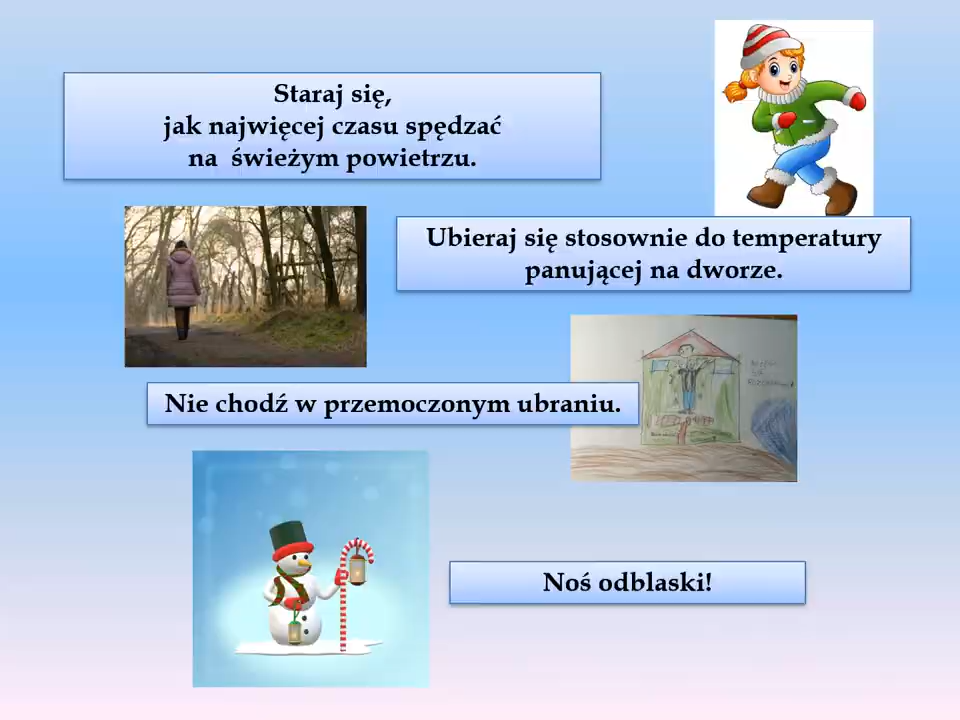 Staraj się,
jak najwięcej czasu spędzać
na  świeżym powietrzu.
Ubieraj się stosownie do temperatury
panującej na dworze.
Nie chodź w przemoczonym ubraniu.
Noś odblaski!